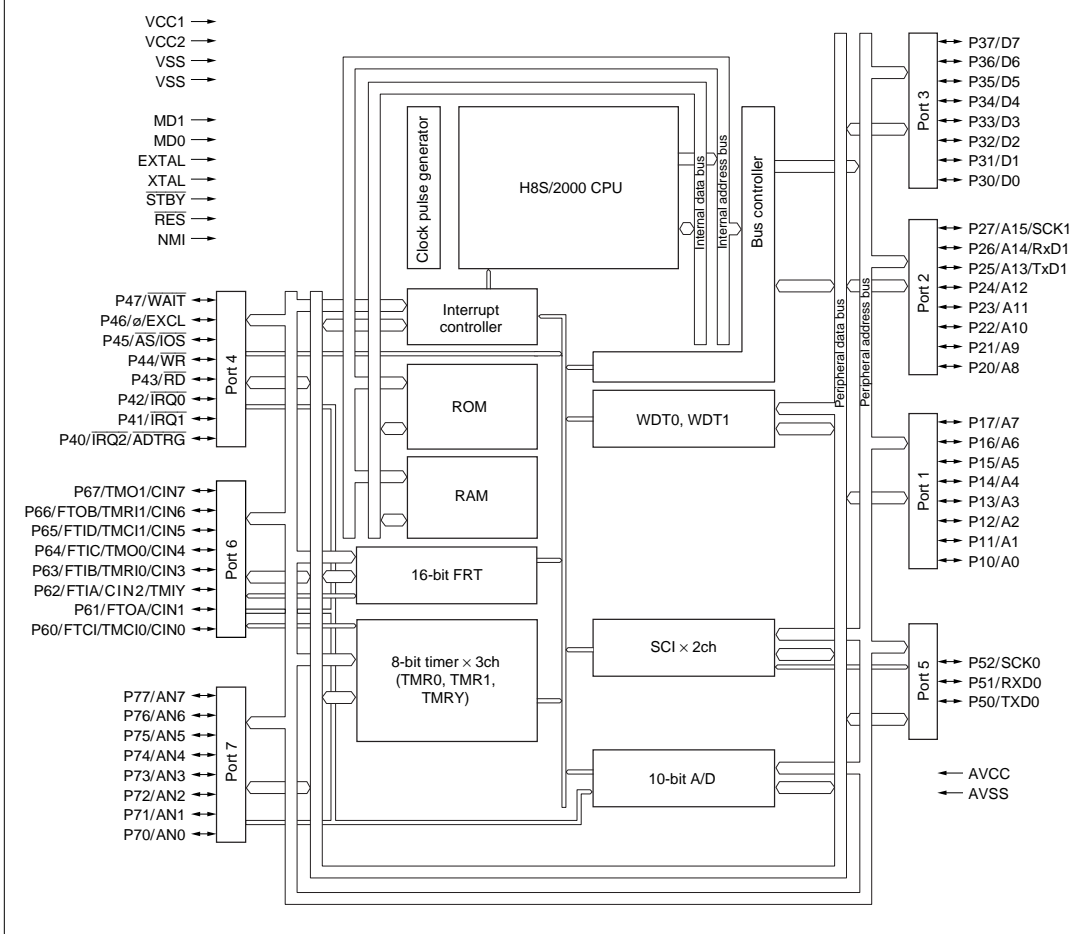 VCC1
VCC2
VSS
VSS
MD1
MD0
EXTAL
XTAL
STBY
RES
NMI
P47/WAIT
P46/ø/EXCL
P45/AS/IOS
P44/WR
P43/RD
P42/IRQ0
P41/IRQ1
P40/IRQ2/ADTRG
Port 4
P67/TMO1/CIN7
P66/FTOB/TMRI1/CIN6
P65/FTID/TMCI1/CIN5
P64/FTIC/TMO0/CIN4
P63/FTIB/TMRI0/CIN3
P62/FTIA/CIN2/TMIY
P61/FTOA/CIN1
P60/FTCI/TMCI0/CIN0
Port 6
P77/AN7
P76/AN6
P75/AN5
P74/AN4
P73/AN3
P72/AN2
P71/AN1
P70/AN0
Port 7
Clock pulse generator
H8S/2000 CPU
Internal data bus
Internal address bus
Bus controller
Interrupt
controller
ROM
RAM
WDT0, WDT1
16-bit FRT
8-bit timer × 3ch
(TMR0, TMR1,
TMRY)
SCI × 2ch
10-bit A/D
Peripheral data bus
Peripheral address bus
Port 3
P37/D7
P36/D6
P35/D5
P34/D4
P33/D3
P32/D2
P31/D1
P30/D0
Port 2
P27/A15/SCK1
P26/A14/RxD1
P25/A13/TxD1
P24/A12
P23/A11
P22/A10
P21/A9
P20/A8
Port 1
P17/A7
P16/A6
P15/A5
P14/A4
P13/A3
P12/A2
P11/A1
P10/A0
Port 5
P52/SCK0
P51/RXD0
P50/TXD0
AVCC
AVSS